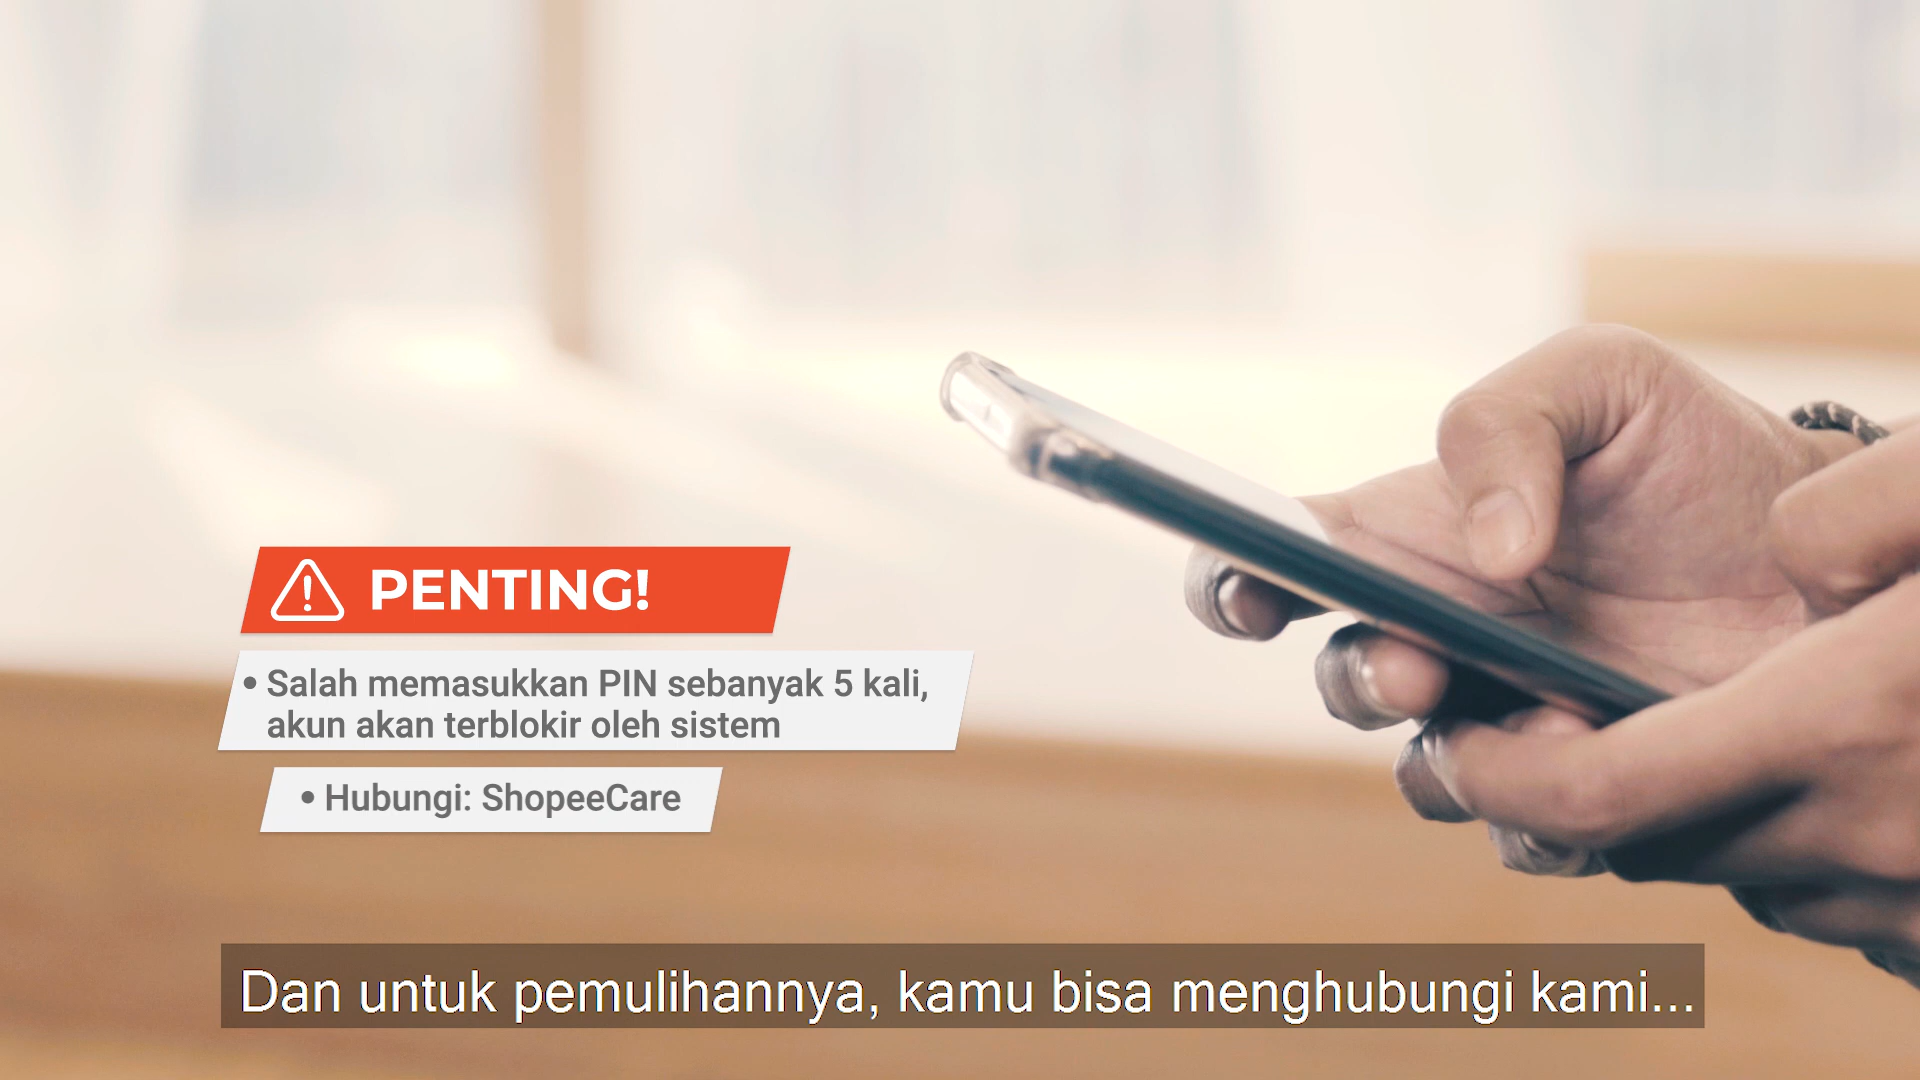 PENTING!
• Salah memasukkan PIN sebanyak 5 kali,
akun akan terblokir oleh sistem
• Hubungi: ShopeeCare
Dan untuk pemulihannya, kamu bisa menghubungi kami...